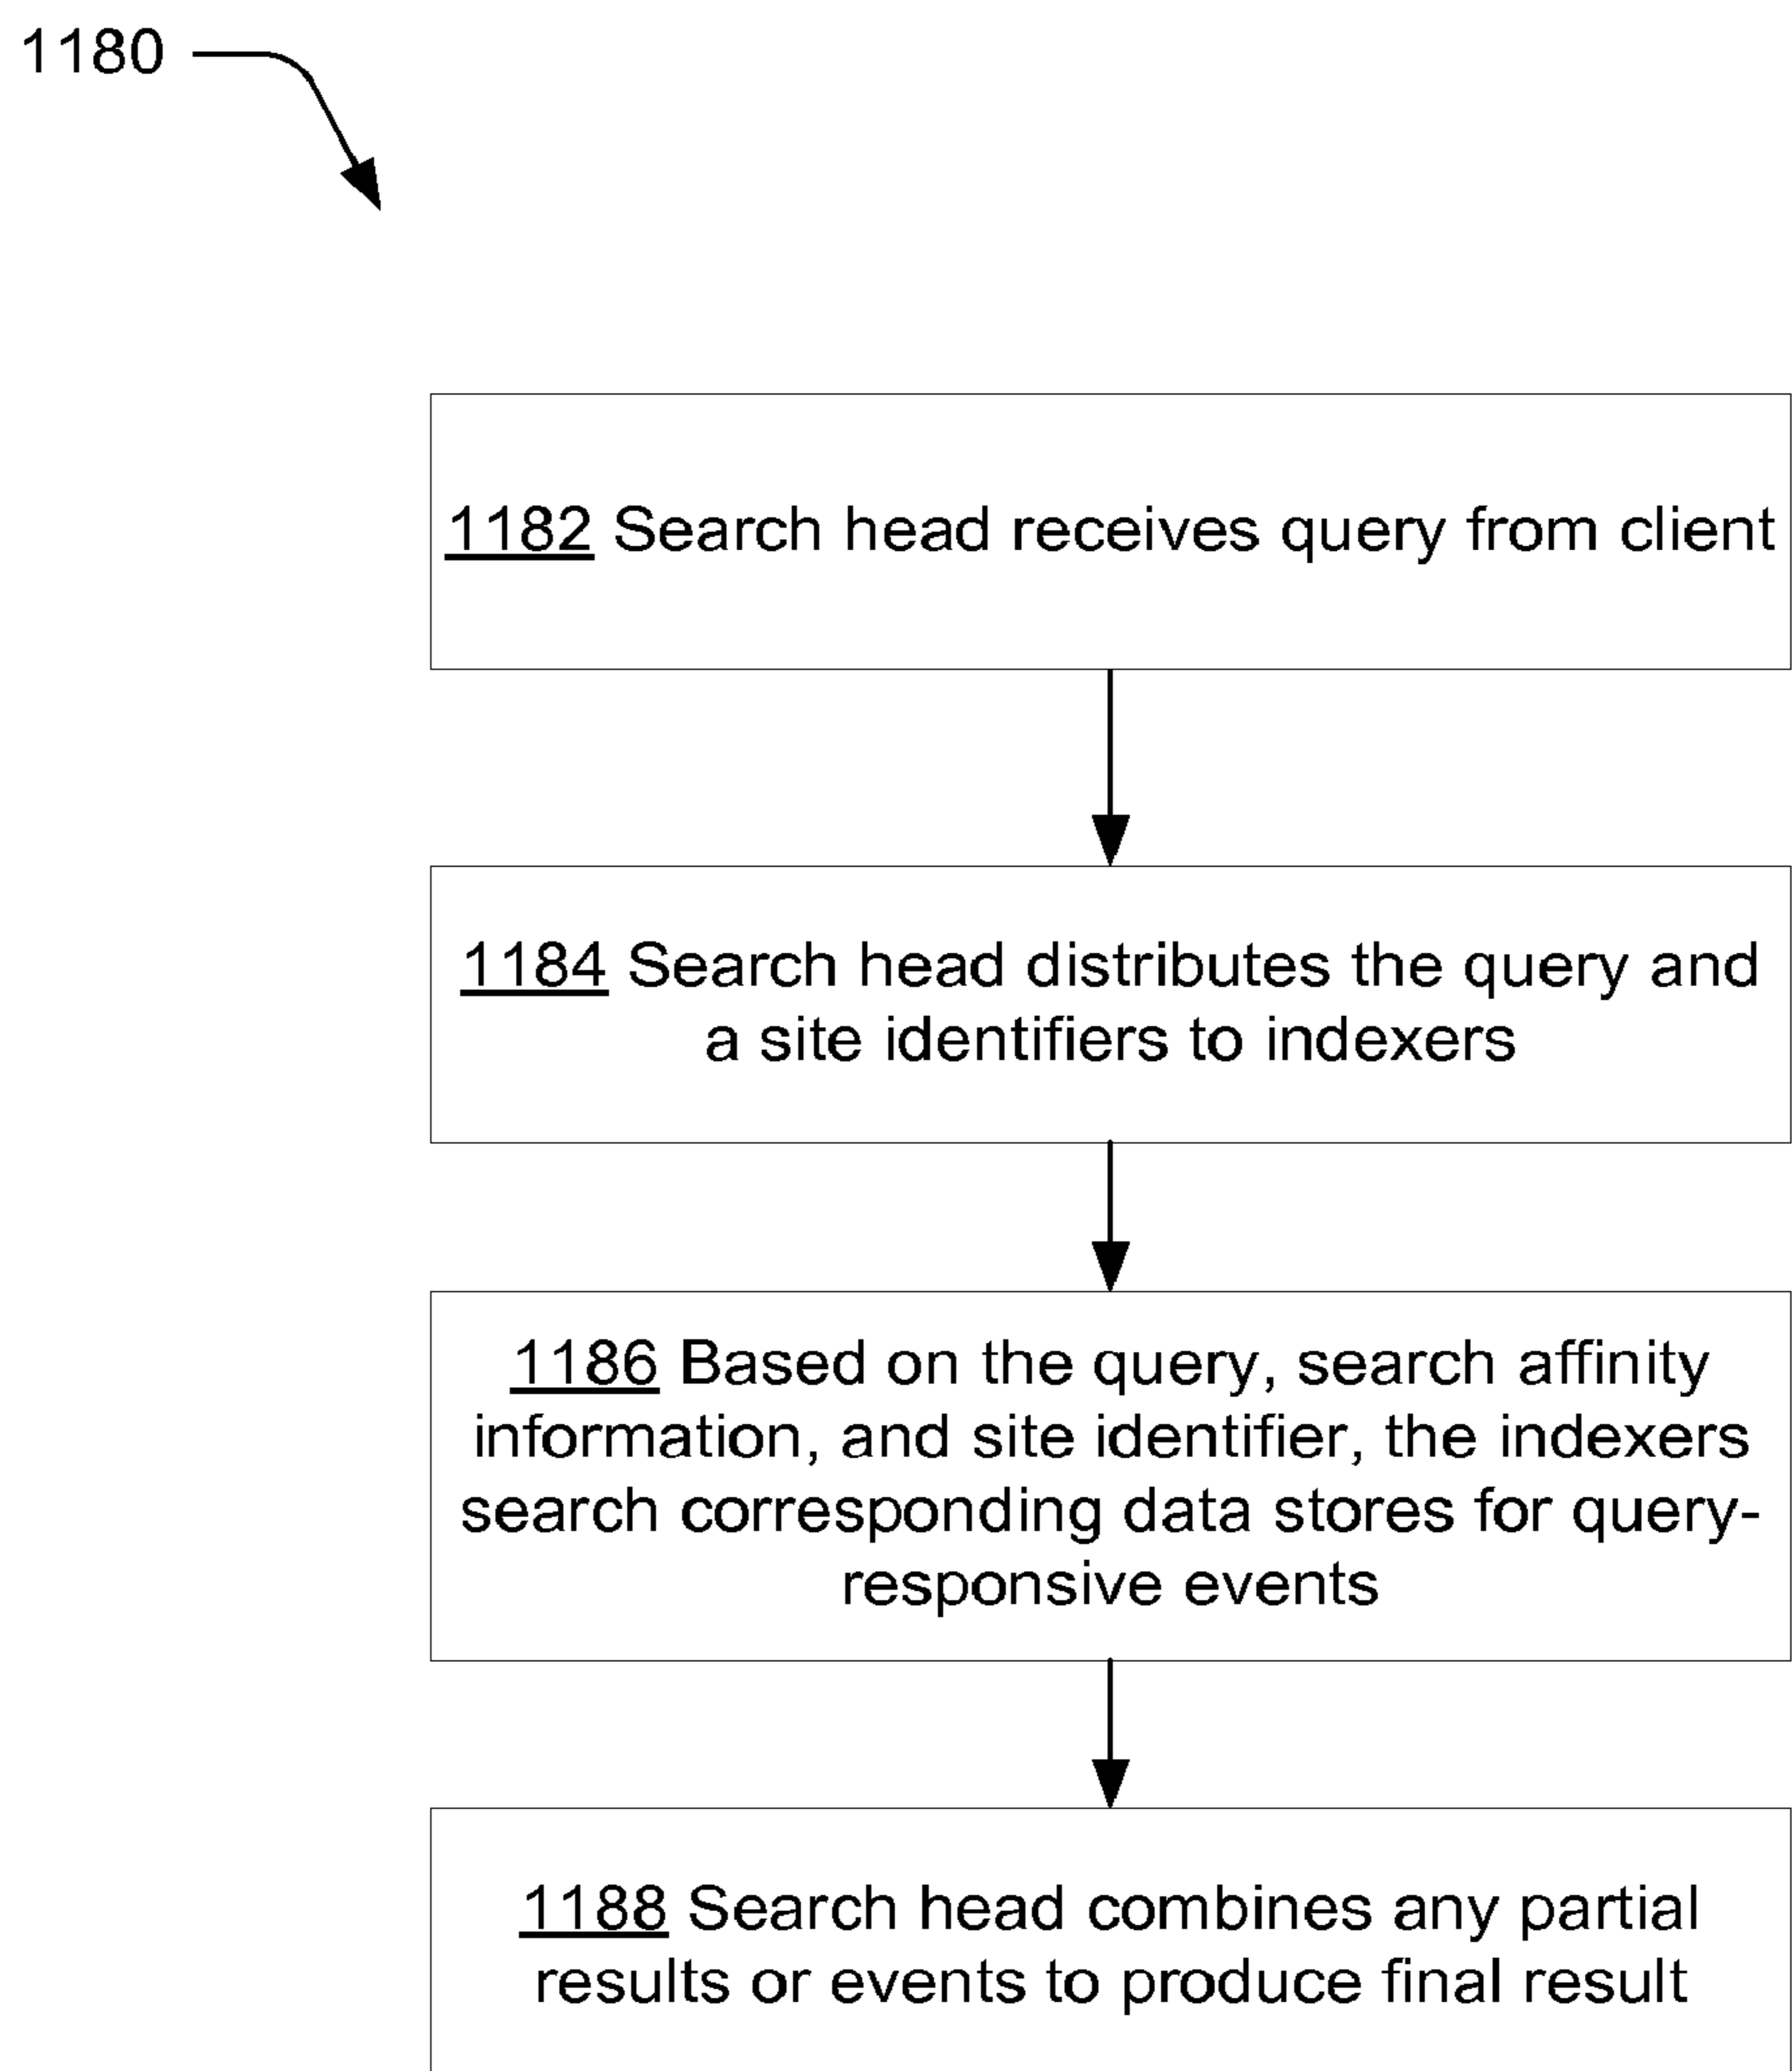 1180
1182 Search head receives query from client
1184 Search head distributes the query and
a site identifiers to indexers
1186 Based on the query, search affinity
information, and site identifier, the indexers
search corresponding data stores for query-
responsive events
1188 Search head combines any partial
results or events to produce final result